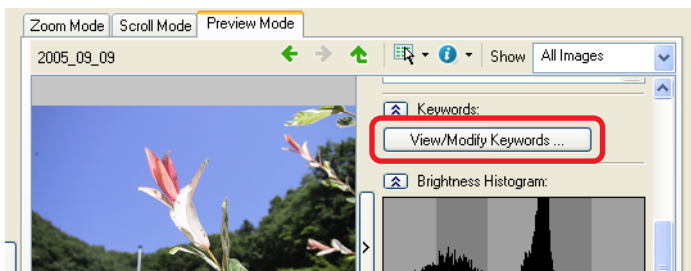 Zoom Mode Scroll Mode Preview Mode
2005_09_09 Show All Images
Keywords:
View/Modify Keywords ...
Brightness Histogram: